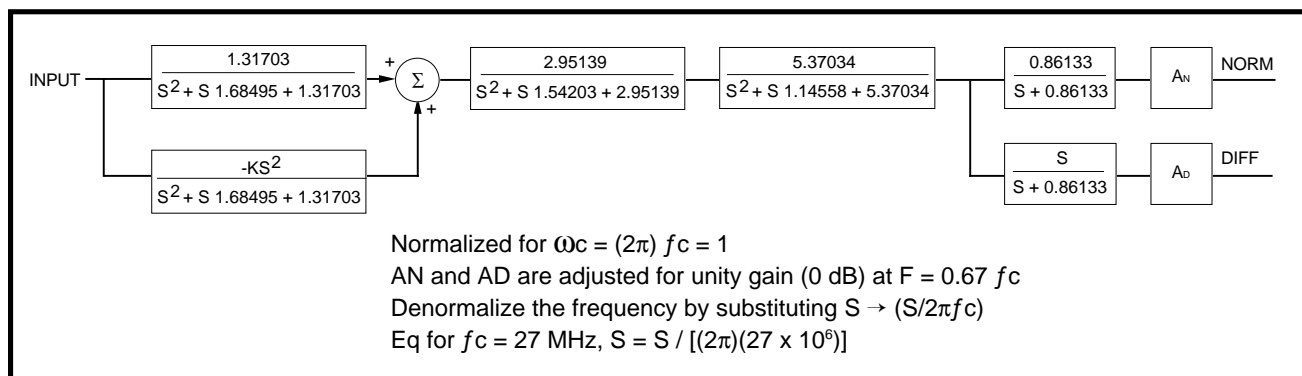 1.31703
2.95139
5.37034
0.86133
NORM
INPUT
+
Σ
S² + S 1.68495 + 1.31703
S² + S 1.54203 + 2.95139
S² + S 1.14558 + 5.37034
S + 0.86133
AN
+
-KS²
S² + S 1.68495 + 1.31703
S
S + 0.86133
AD
DIFF
Normalized for ωc = (2π) ƒc = 1
AN and AD are adjusted for unity gain (0 dB) at F = 0.67 ƒc
Denormalize the frequency by substituting S → (S/2πƒc)
Eq for ƒc = 27 MHz, S = S / [(2π)(27 x 10⁶)]